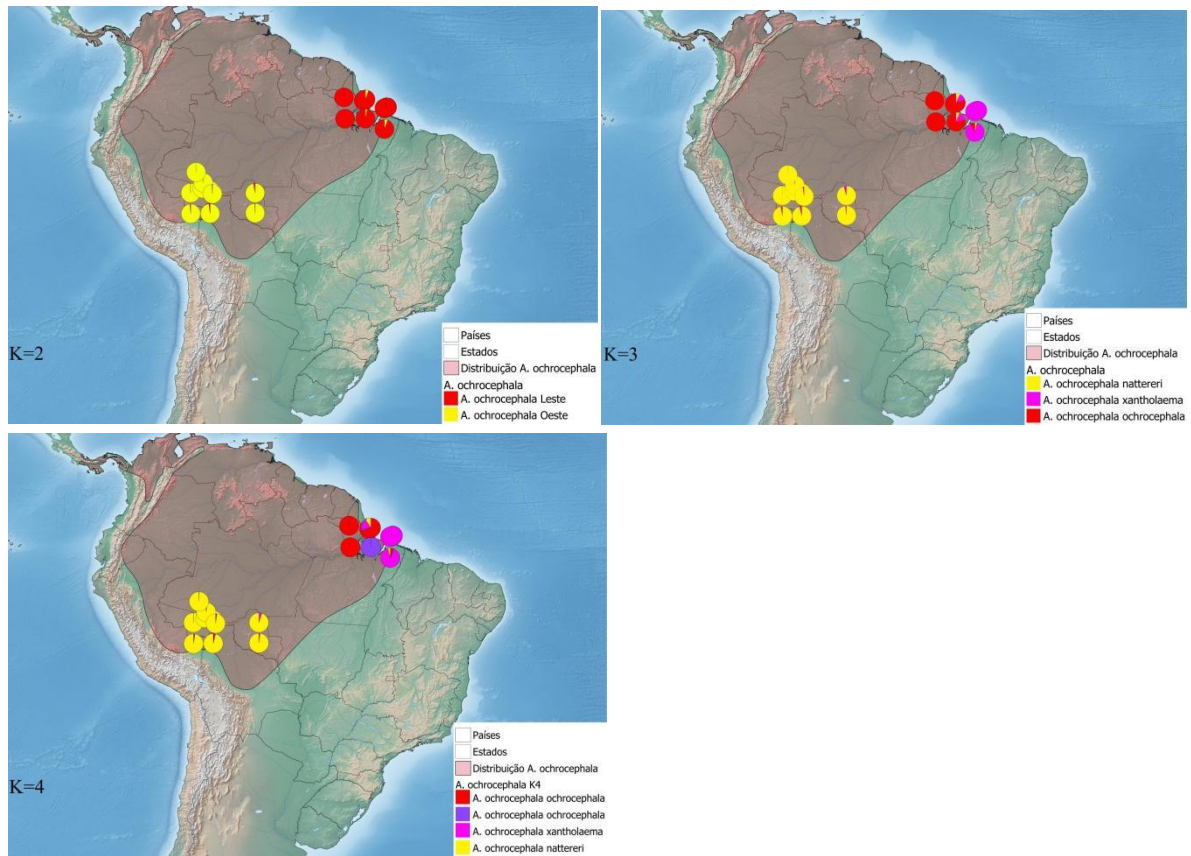 K=2
Países
Estados
Distribuição A. ochrocephala
A. ochrocephala
A. ochrocephala Leste
A. ochrocephala Oeste
K=3
Países
Estados
Distribuição A. ochrocephala
A. ochrocephala
A. ochrocephala nattereri
A. ochrocephala xantholaema
A. ochrocephala ochrocephala
K=4
Países
Estados
Distribuição A. ochrocephala
A. ochrocephala K4
A. ochrocephala ochrocephala
A. ochrocephala ochrocephala
A. ochrocephala xantholaema
A. ochrocephala nattereri